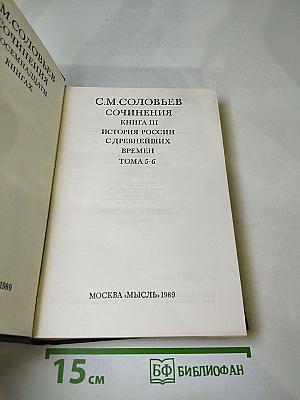 .М.СОЛОВЬЕВ
СОЧИНЕНИЯ
ВОСЕМНАДЦАТИ
КНИГАХ
1989
С.М.СОЛОВЬЕВ
СОЧИНЕНИЯ
КНИГА III
ИСТОРИЯ РОССИИ
С ДРЕВНЕЙШИХ
ВРЕМЕН
ТОМА 5-6
МОСКВА «МЫСЛЬ» 1989
15 см
БФ БИБЛИОФАН